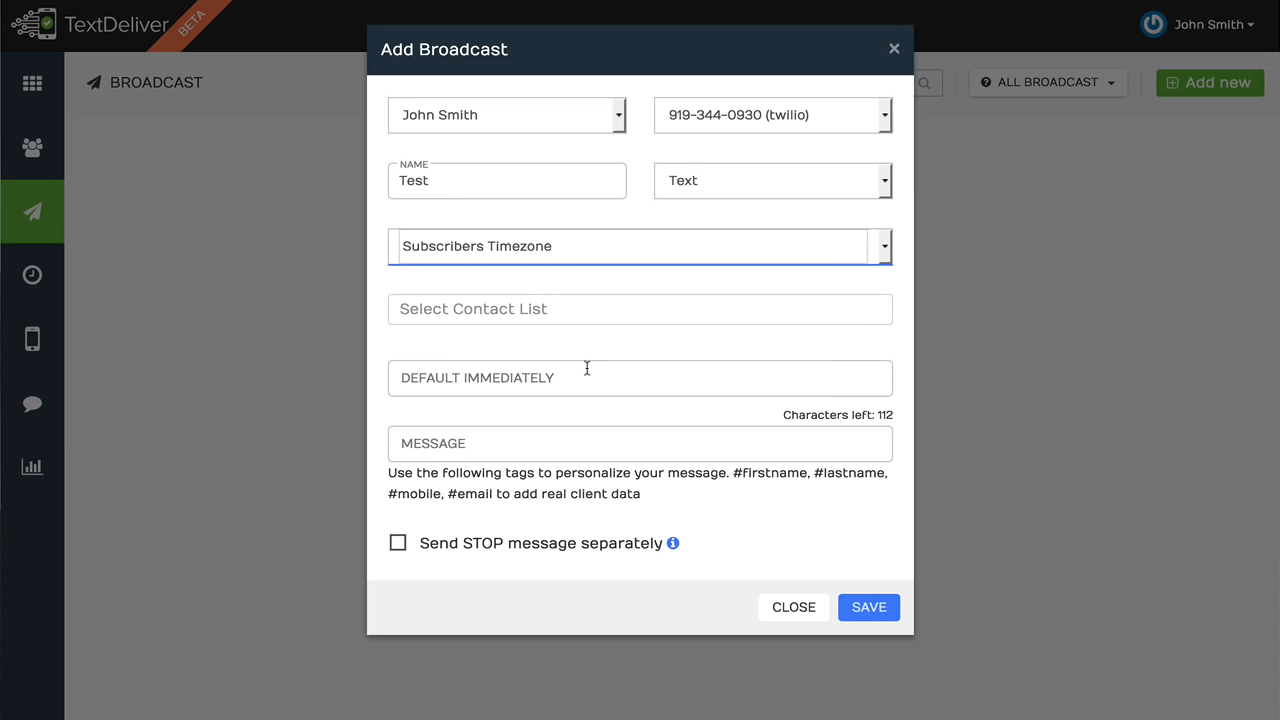 TextDeliver
BETA
John Smith
BROADCAST
ALL BROADCAST
Add new
Add Broadcast
John Smith
919-344-0930 (twilio)
NAME
Test
Text
Subscribers Timezone
Select Contact List
DEFAULT IMMEDIATELY
Characters left: 112
MESSAGE
Use the following tags to personalize your message. #firstname, #lastname,
#mobile, #email to add real client data
Send STOP message separately
CLOSE
SAVE